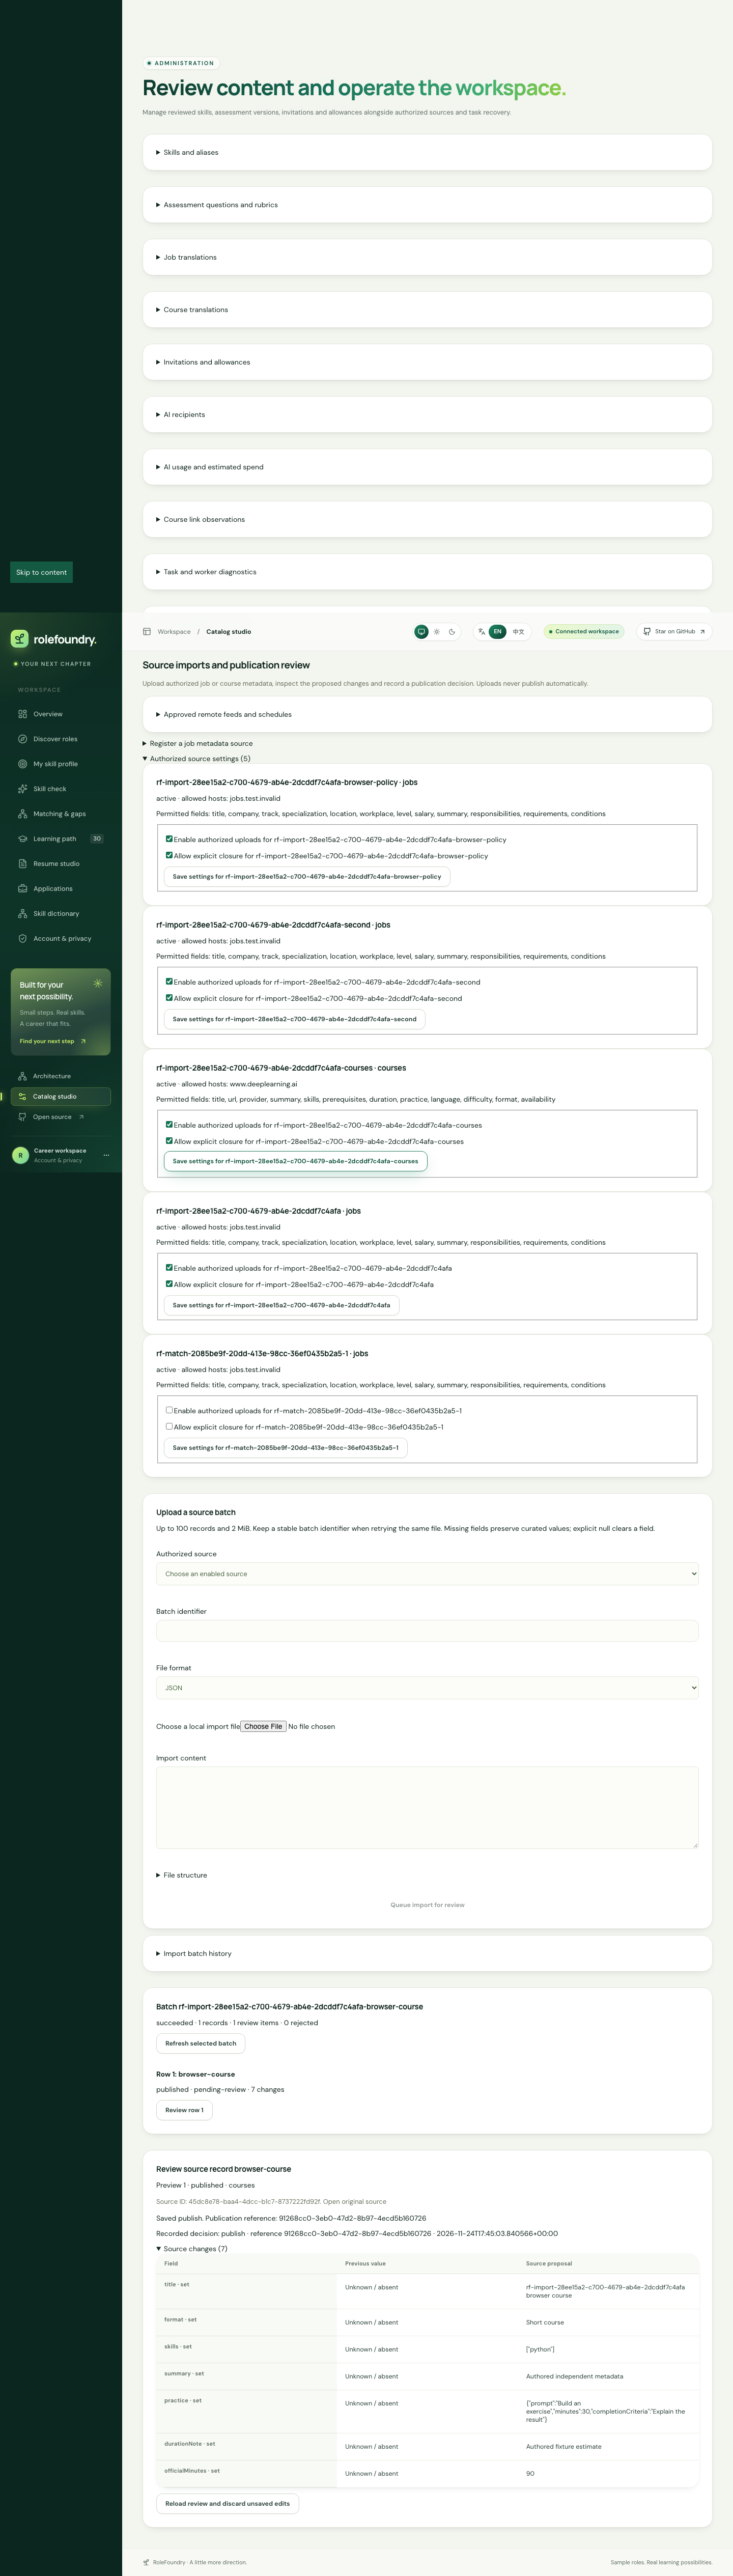 ADMINISTRATION
Review content and operate the workspace.
Manage reviewed skills, assessment versions, invitations and allowances alongside authorized sources and task recovery.
Skills and aliases
Assessment questions and rubrics
Job translations
Course translations
Invitations and allowances
AI recipients
AI usage and estimated spend
Course link observations
Task and worker diagnostics
Skip to content
rolefoundry.
YOUR NEXT CHAPTER
WORKSPACE
Overview
Discover roles
My skill profile
Skill check
Matching & gaps
Learning path 30
Resume studio
Applications
Skill dictionary
Account & privacy
Built for your
next possibility.
Small steps. Real skills.
A career that fits.
Find your next step
Architecture
Catalog studio
Open source
R
Career workspace
Account & privacy
Workspace / Catalog studio
EN 中文
Connected workspace
Star on GitHub
Source imports and publication review
Upload authorized job or course metadata, inspect the proposed changes and record a publication decision. Uploads never publish automatically.
Approved remote feeds and schedules
Register a job metadata source
Authorized source settings (5)
rf-import-28ee15a2-c700-4679-ab4e-2dcddf7c4afa-browser-policy · jobs
active · allowed hosts: jobs.test.invalid
Permitted fields: title, company, track, specialization, location, workplace, level, salary, summary, responsibilities, requirements, conditions
Enable authorized uploads for rf-import-28ee15a2-c700-4679-ab4e-2dcddf7c4afa-browser-policy
Allow explicit closure for rf-import-28ee15a2-c700-4679-ab4e-2dcddf7c4afa-browser-policy
Save settings for rf-import-28ee15a2-c700-4679-ab4e-2dcddf7c4afa-browser-policy
rf-import-28ee15a2-c700-4679-ab4e-2dcddf7c4afa-second · jobs
active · allowed hosts: jobs.test.invalid
Permitted fields: title, company, track, specialization, location, workplace, level, salary, summary, responsibilities, requirements, conditions
Enable authorized uploads for rf-import-28ee15a2-c700-4679-ab4e-2dcddf7c4afa-second
Allow explicit closure for rf-import-28ee15a2-c700-4679-ab4e-2dcddf7c4afa-second
Save settings for rf-import-28ee15a2-c700-4679-ab4e-2dcddf7c4afa-second
rf-import-28ee15a2-c700-4679-ab4e-2dcddf7c4afa-courses · courses
active · allowed hosts: www.deeplearning.ai
Permitted fields: title, url, provider, summary, skills, prerequisites, duration, practice, language, difficulty, format, availability
Enable authorized uploads for rf-import-28ee15a2-c700-4679-ab4e-2dcddf7c4afa-courses
Allow explicit closure for rf-import-28ee15a2-c700-4679-ab4e-2dcddf7c4afa-courses
Save settings for rf-import-28ee15a2-c700-4679-ab4e-2dcddf7c4afa-courses
rf-import-28ee15a2-c700-4679-ab4e-2dcddf7c4afa · jobs
active · allowed hosts: jobs.test.invalid
Permitted fields: title, company, track, specialization, location, workplace, level, salary, summary, responsibilities, requirements, conditions
Enable authorized uploads for rf-import-28ee15a2-c700-4679-ab4e-2dcddf7c4afa
Allow explicit closure for rf-import-28ee15a2-c700-4679-ab4e-2dcddf7c4afa
Save settings for rf-import-28ee15a2-c700-4679-ab4e-2dcddf7c4afa
rf-match-2085be9f-20dd-413e-98cc-36ef0435b2a5-1 · jobs
active · allowed hosts: jobs.test.invalid
Permitted fields: title, company, track, specialization, location, workplace, level, salary, summary, responsibilities, requirements, conditions
Enable authorized uploads for rf-match-2085be9f-20dd-413e-98cc-36ef0435b2a5-1
Allow explicit closure for rf-match-2085be9f-20dd-413e-98cc-36ef0435b2a5-1
Save settings for rf-match-2085be9f-20dd-413e-98cc-36ef0435b2a5-1
Upload a source batch
Up to 100 records and 2 MiB. Keep a stable batch identifier when retrying the same file. Missing fields preserve curated values; explicit null clears a field.
Authorized source
Choose an enabled source
Batch identifier
File format
JSON
Choose a local import file Choose File No file chosen
Import content
File structure
Queue import for review
Import batch history
Batch rf-import-28ee15a2-c700-4679-ab4e-2dcddf7c4afa-browser-course
succeeded · 1 records · 1 review items · 0 rejected
Refresh selected batch
Row 1: browser-course
published · pending-review · 7 changes
Review row 1
Review source record browser-course
Preview 1 · published · courses
Source ID: 45dc8e78-baa4-4dcc-b1c7-8737222fd92f. Open original source
Saved publish. Publication reference: 91268cc0-3eb0-47d2-8b97-4ecd5b160726
Recorded decision: publish · reference 91268cc0-3eb0-47d2-8b97-4ecd5b160726 · 2026-11-24T17:45:03.840566+00:00
Source changes (7)
Field Previous value Source proposal
title · set Unknown / absent rf-import-28ee15a2-c700-4679-ab4e-2dcddf7c4afa
browser course
format · set Unknown / absent Short course
skills · set Unknown / absent ["python"]
summary · set Unknown / absent Authored independent metadata
practice · set Unknown / absent {"prompt":"Build an
exercise","minutes":30,"completionCriteria":"Explain the
result"}
durationNote · set Unknown / absent Authored fixture estimate
officialMinutes · set Unknown / absent 90
Reload review and discard unsaved edits
RoleFoundry · A little more direction.
Sample roles. Real learning possibilities.